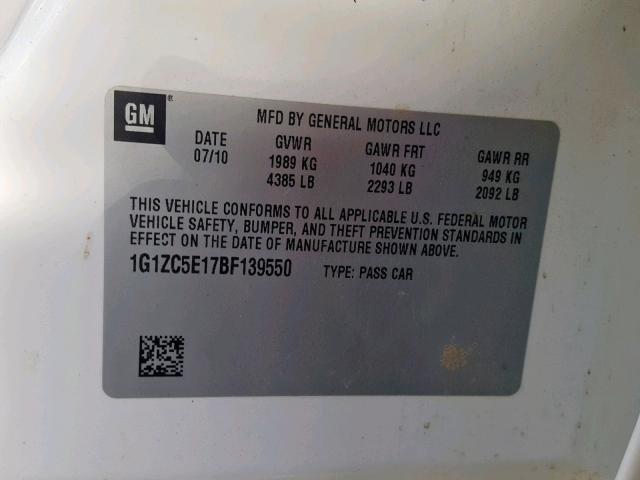 GM®
MFD BY GENERAL MOTORS LLC
DATE GVWR GAWR FRT GAWR RR
07/10 1989 KG 1040 KG 949 KG
4385 LB 2293 LB 2092 LB
THIS VEHICLE CONFORMS TO ALL APPLICABLE U.S. FEDERAL MOTOR
VEHICLE SAFETY, BUMPER, AND THEFT PREVENTION STANDARDS IN
EFFECT ON THE DATE OF MANUFACTURE SHOWN ABOVE.
1G1ZC5E17BF139550 TYPE: PASS CAR